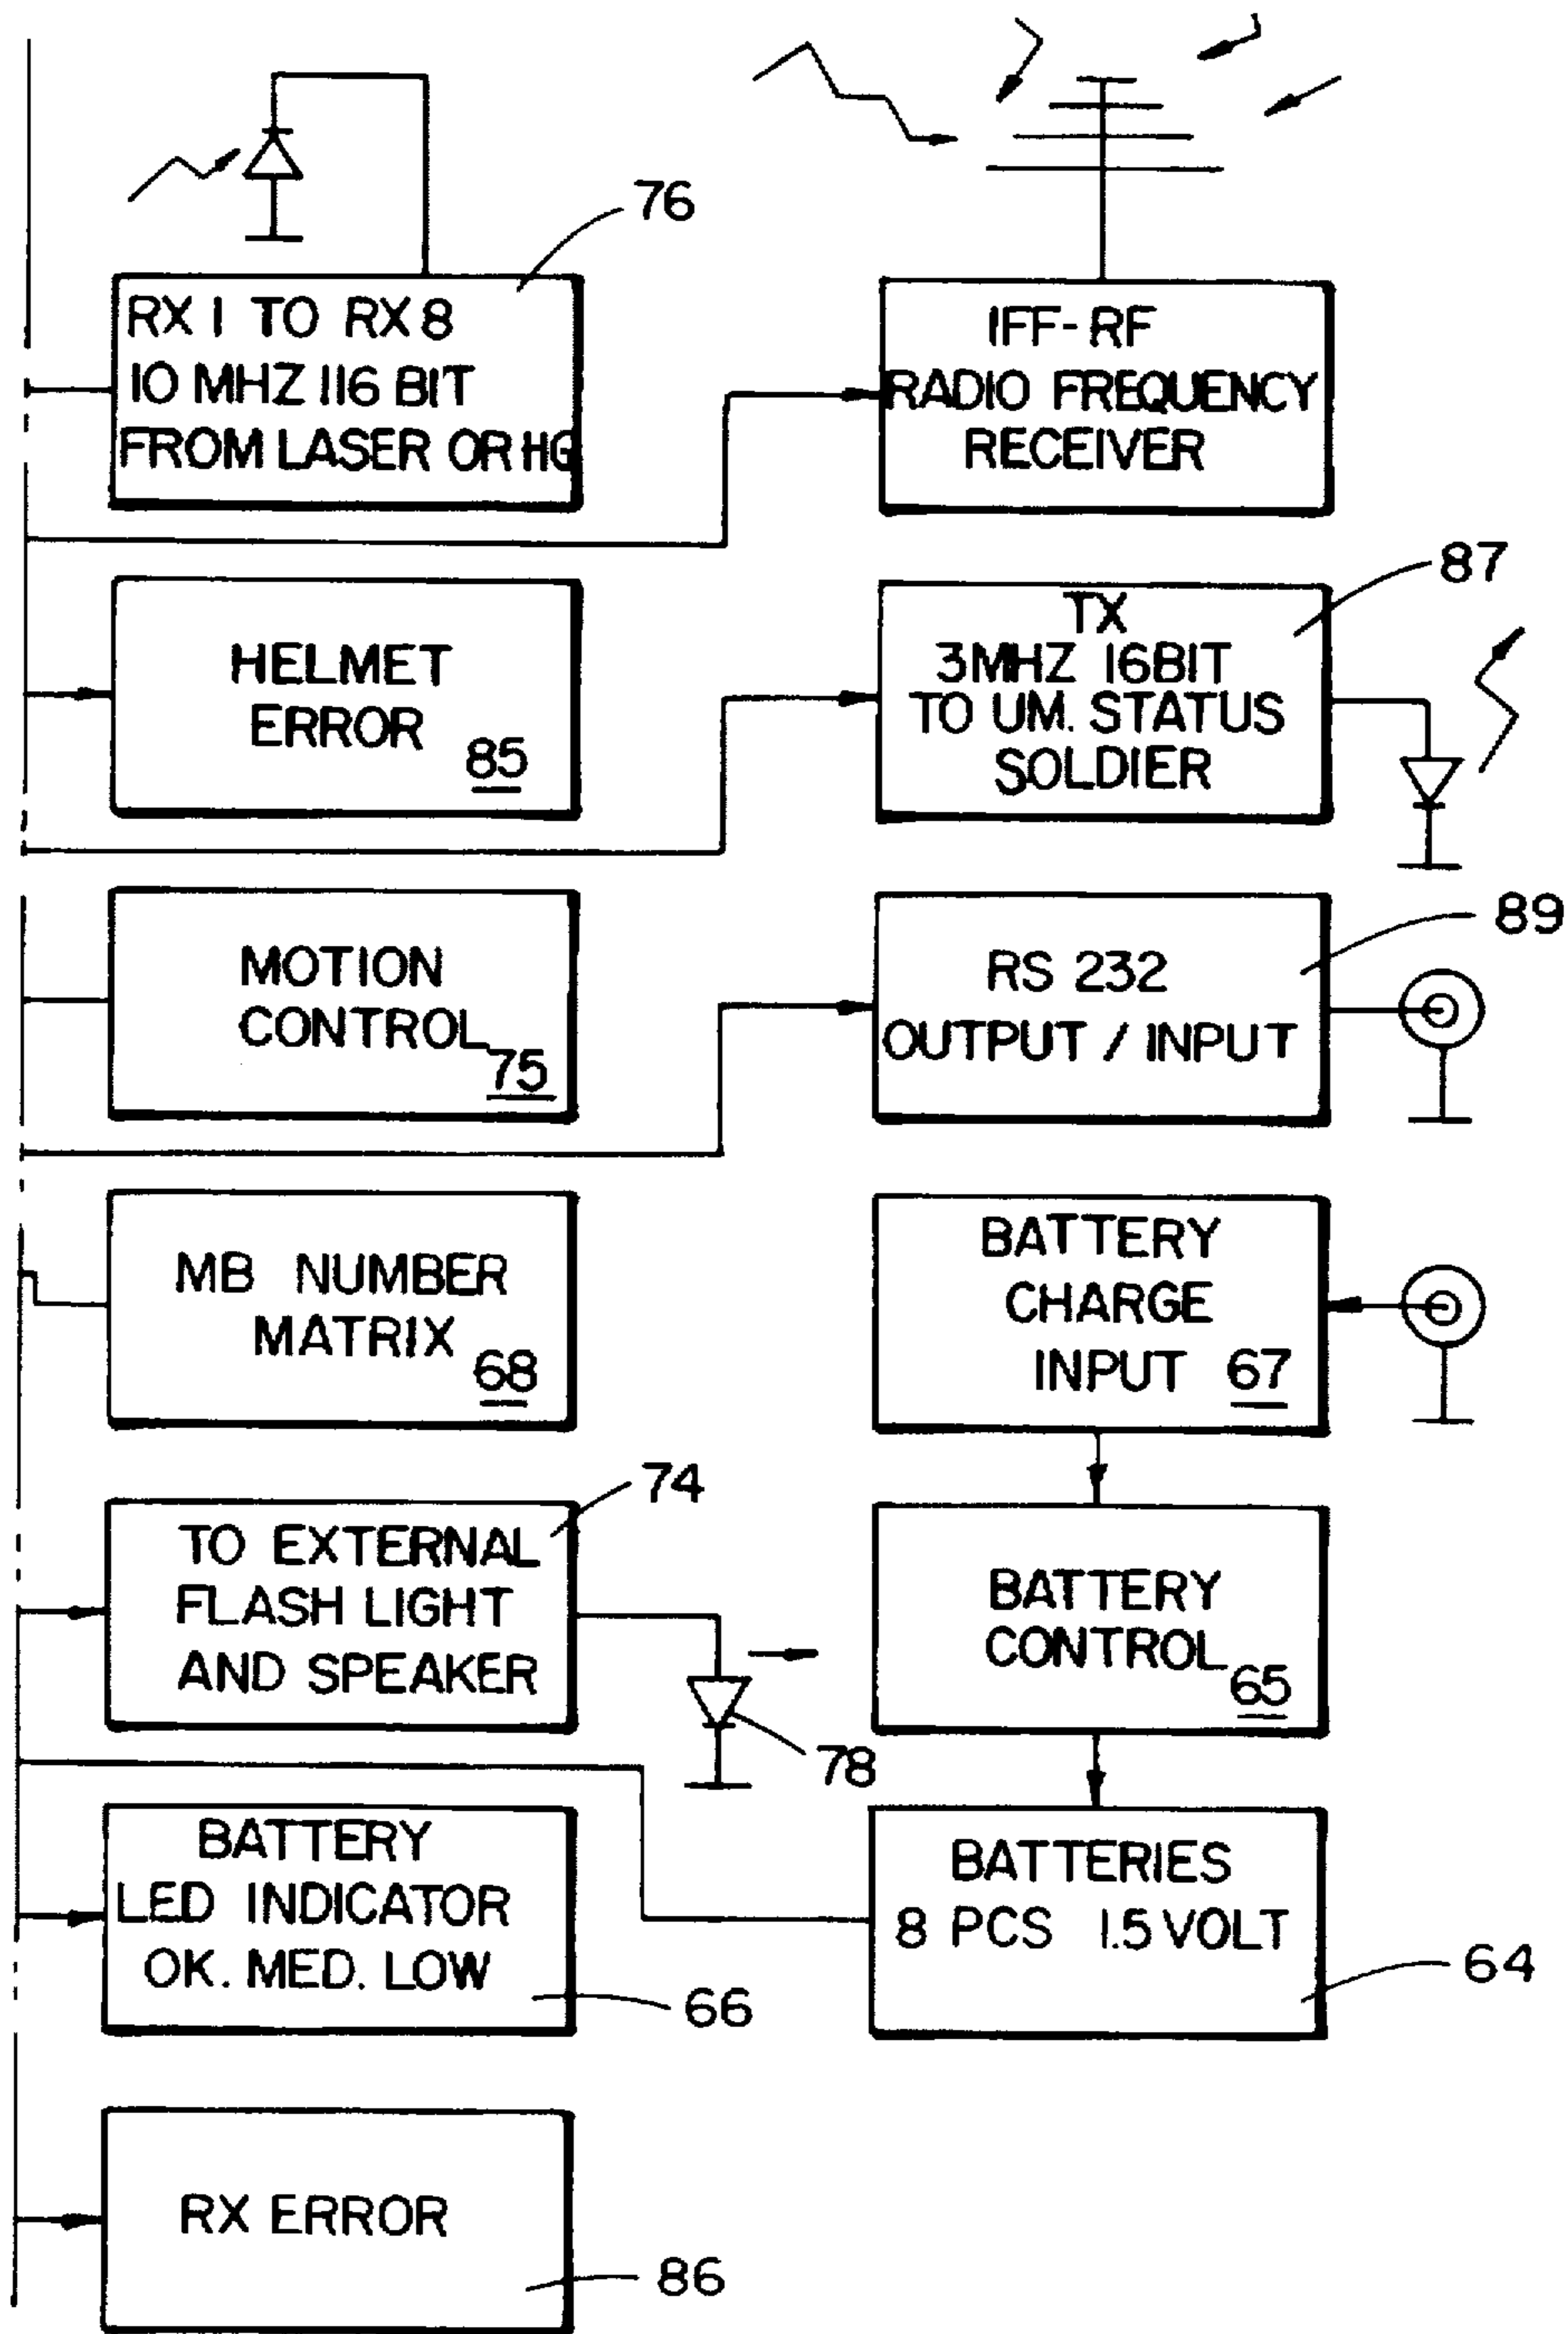 76
RX 1 TO RX 8
10 MHZ 116 BIT
FROM LASER OR HG
IFF-RF
RADIO FREQUENCY
RECEIVER
HELMET
ERROR
85
87
TX
3MHZ 16BIT
TO UM. STATUS
SOLDIER
MOTION
CONTROL
75
89
RS 232
OUTPUT / INPUT
MB NUMBER
MATRIX
68
BATTERY
CHARGE
INPUT 67
74
TO EXTERNAL
FLASH LIGHT
AND SPEAKER
78
BATTERY
CONTROL
65
BATTERY
LED INDICATOR
OK. MED. LOW
66
BATTERIES
8 PCS 1.5 VOLT
64
RX ERROR
86